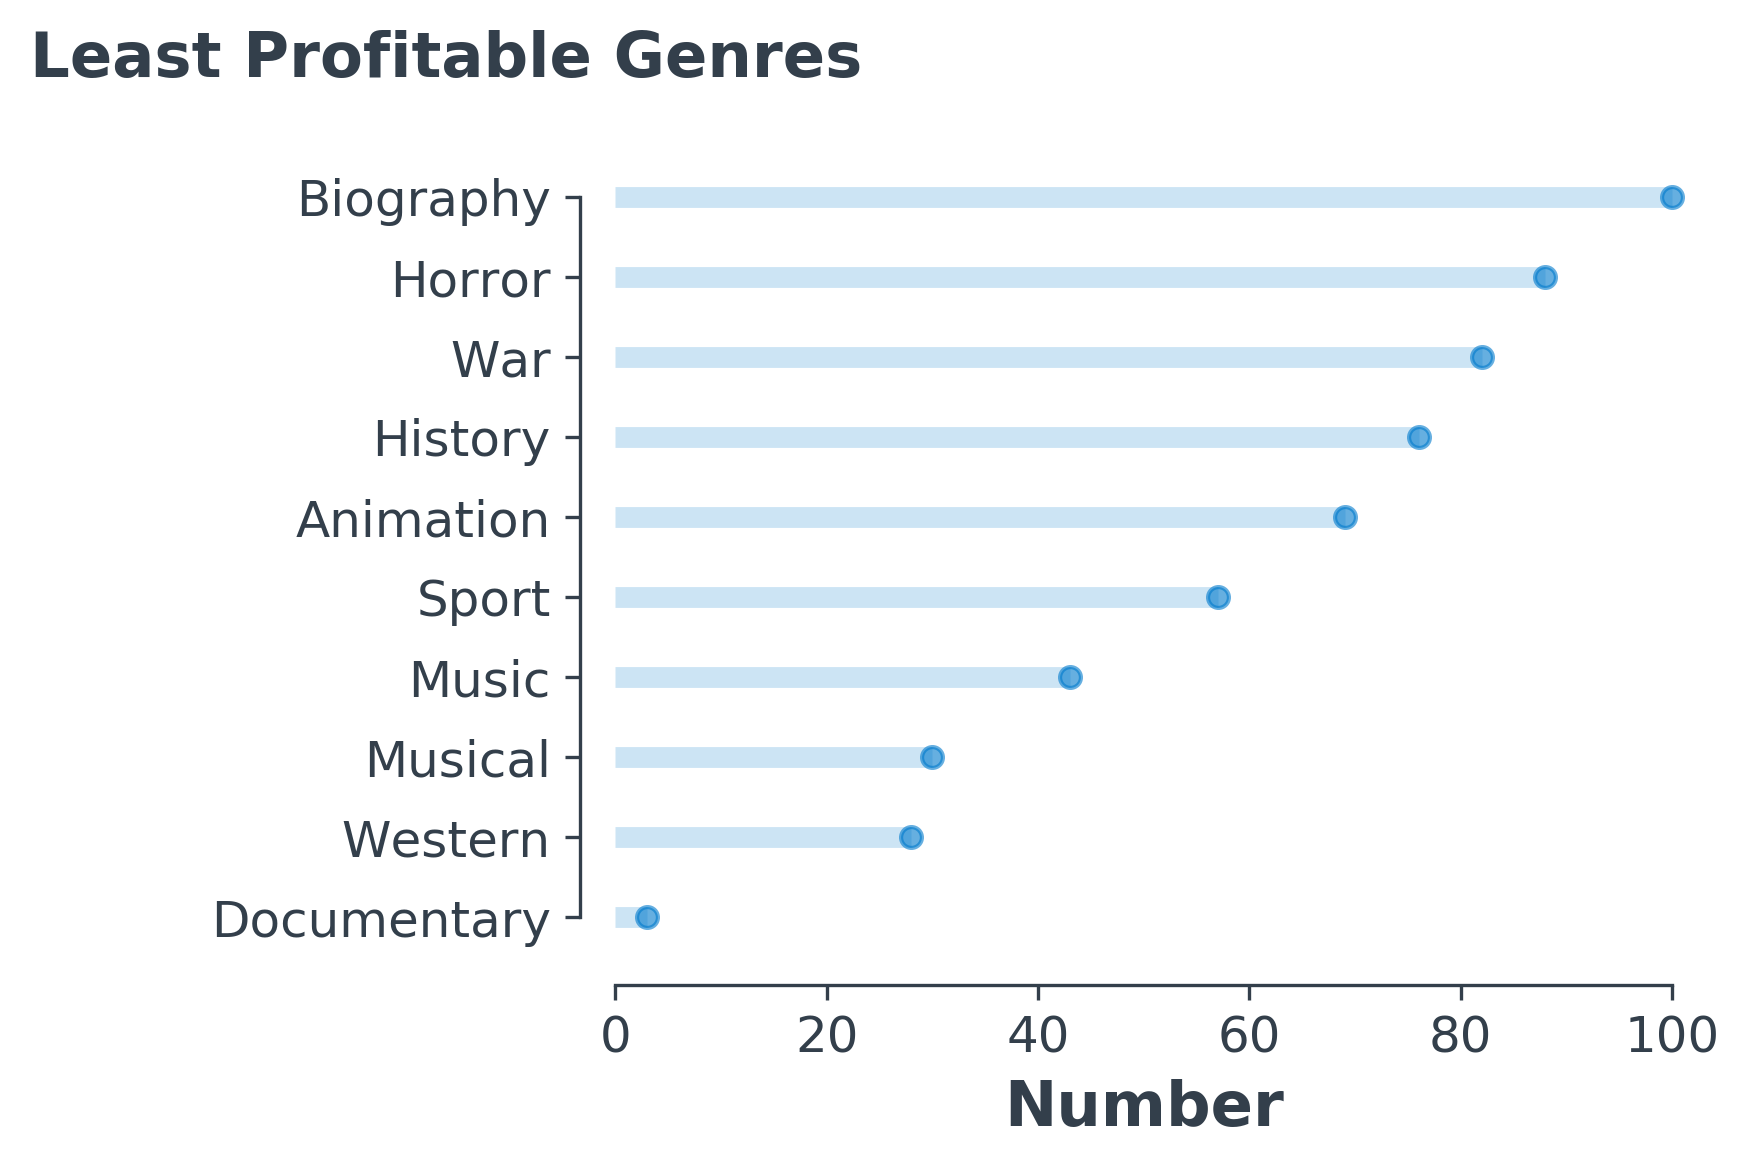 Least Profitable Genres
Biography
Horror
War
History
Animation
Sport
Music
Musical
Western
Documentary
0 20 40 60 80 100
Number